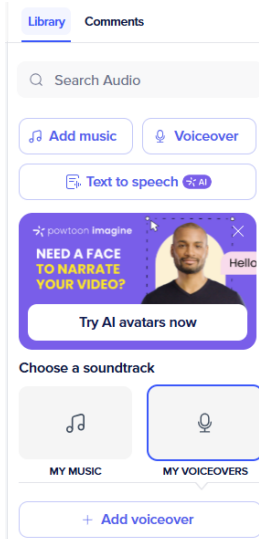 Library Comments
Search Audio
Add music Voiceover
Text to speech AI
powtoon imagine
NEED A FACE
TO NARRATE
YOUR VIDEO?
Hello
Try AI avatars now
Choose a soundtrack
MY MUSIC MY VOICEOVERS
+ Add voiceover